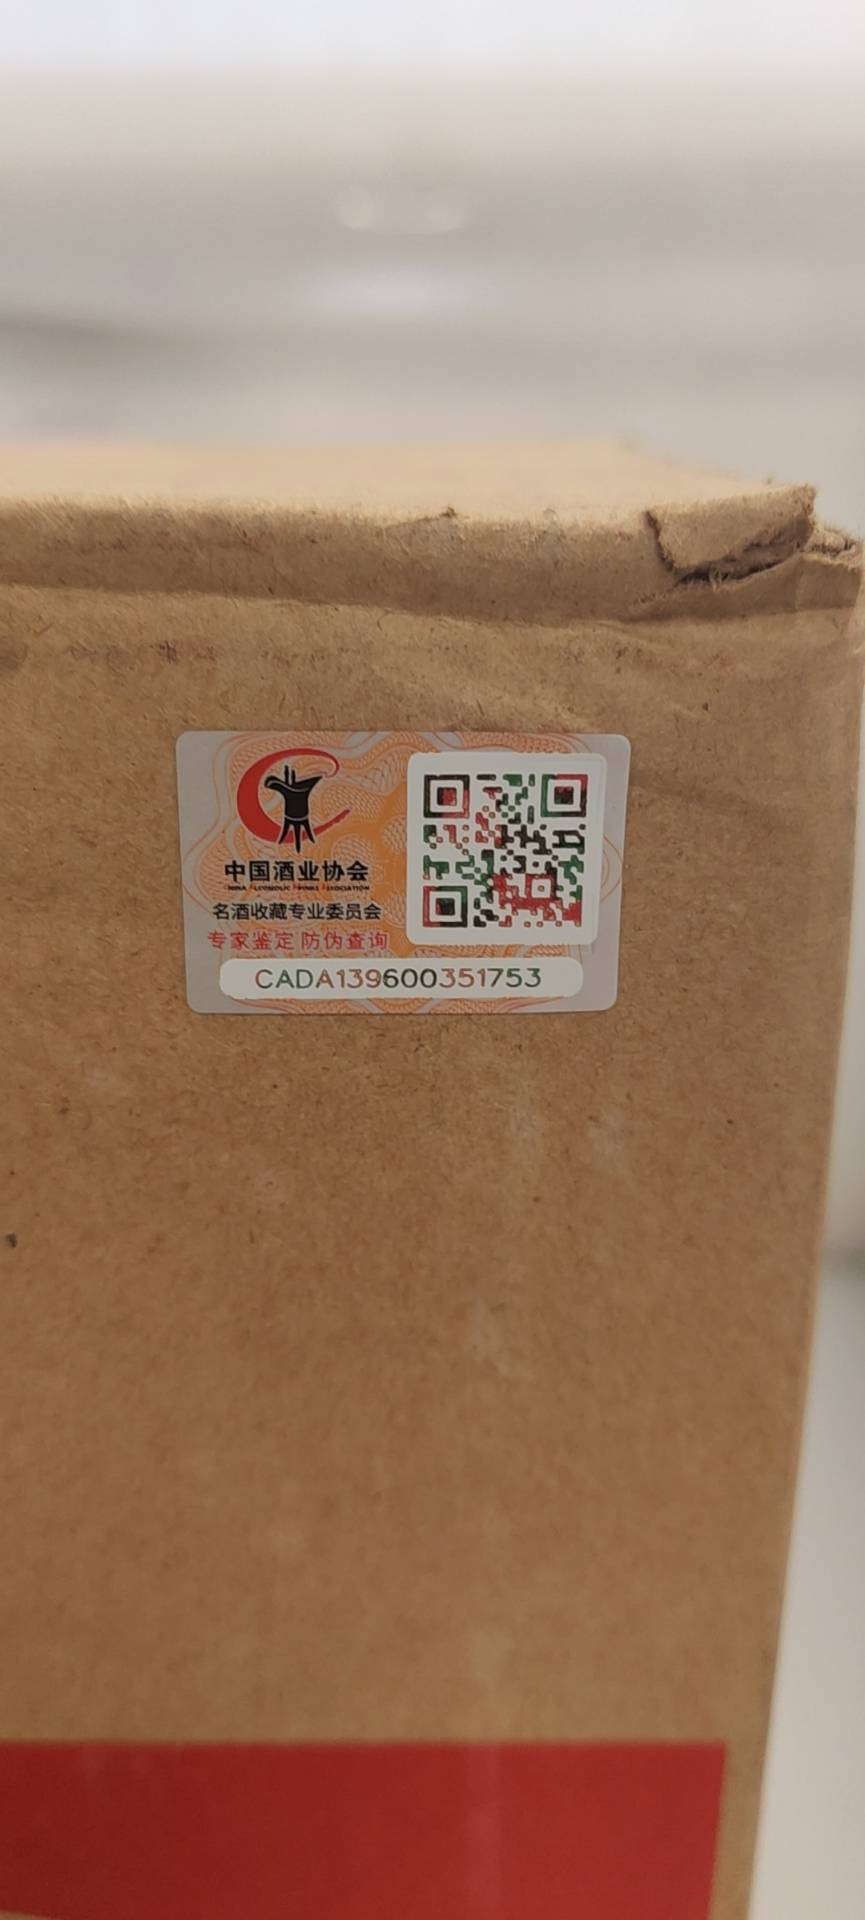 中国酒业协会
CHINA ALCOHOLIC DRINKS ASSOCIATION
名酒收藏专业委员会
专家鉴定 防伪查询
CADA139600351753